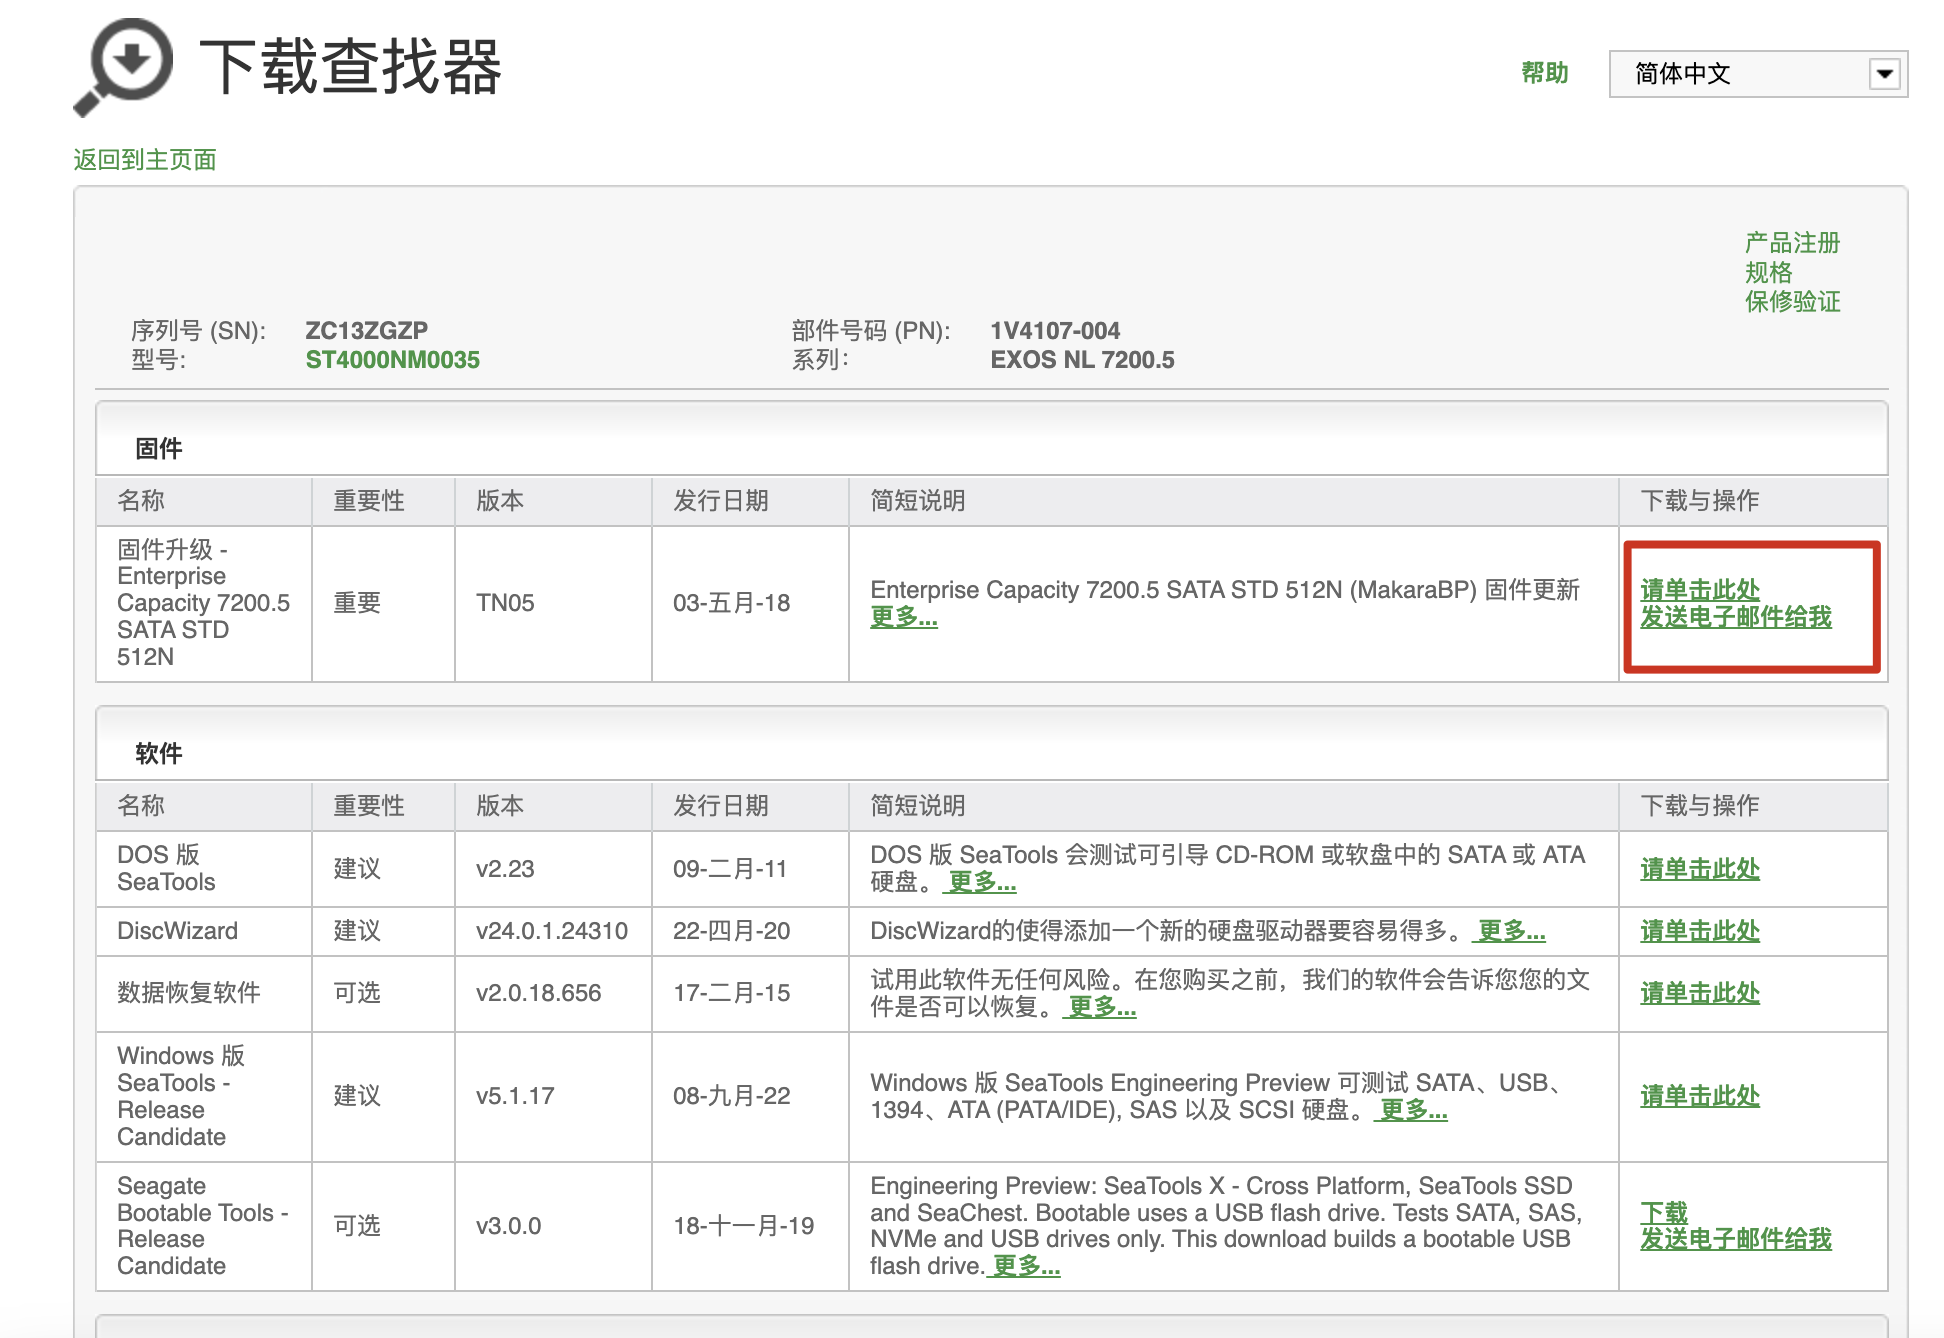 下载查找器
帮助
简体中文
返回到主页面
产品注册
规格
保修验证
序列号 (SN): ZC13ZGZP 部件号码 (PN): 1V4107-004
型号: ST4000NM0035 系列: EXOS NL 7200.5
固件
名称 重要性 版本 发行日期 简短说明 下载与操作
固件升级 -
Enterprise
Capacity 7200.5
SATA STD
512N
重要
TN05
03-五月-18
Enterprise Capacity 7200.5 SATA STD 512N (MakaraBP) 固件更新
更多...
请单击此处
发送电子邮件给我
软件
名称 重要性 版本 发行日期 简短说明 下载与操作
DOS 版
SeaTools
建议
v2.23
09-二月-11
DOS 版 SeaTools 会测试可引导 CD-ROM 或软盘中的 SATA 或 ATA
硬盘。 更多...
请单击此处
DiscWizard
建议
v24.0.1.24310
22-四月-20
DiscWizard的使得添加一个新的硬盘驱动器要容易得多。 更多...
请单击此处
数据恢复软件
可选
v2.0.18.656
17-二月-15
试用此软件无任何风险。在您购买之前，我们的软件会告诉您您的文
件是否可以恢复。 更多...
请单击此处
Windows 版
SeaTools -
Release
Candidate
建议
v5.1.17
08-九月-22
Windows 版 SeaTools Engineering Preview 可测试 SATA、USB、
1394、ATA (PATA/IDE), SAS 以及 SCSI 硬盘。 更多...
请单击此处
Seagate
Bootable Tools -
Release
Candidate
可选
v3.0.0
18-十一月-19
Engineering Preview: SeaTools X - Cross Platform, SeaTools SSD
and SeaChest. Bootable uses a USB flash drive. Tests SATA, SAS,
NVMe and USB drives only. This download builds a bootable USB
flash drive. 更多...
下载
发送电子邮件给我